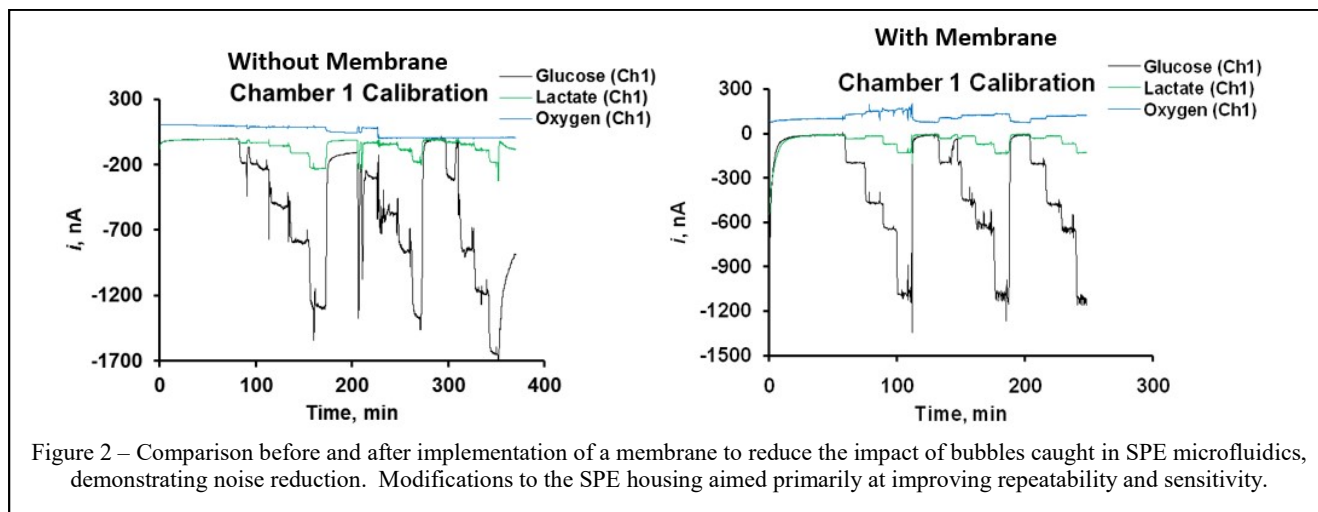 Without Membrane
Chamber 1 Calibration
Glucose (Ch1)
Lactate (Ch1)
Oxygen (Ch1)
300
-200
-700
-1200
-1700
i, nA
0
100
200
300
400
Time, min
With Membrane
Chamber 1 Calibration
Glucose (Ch1)
Lactate (Ch1)
Oxygen (Ch1)
300
0
-300
-600
-900
-1200
-1500
i, nA
0
100
200
300
Time, min
Figure 2 – Comparison before and after implementation of a membrane to reduce the impact of bubbles caught in SPE microfluidics,
demonstrating noise reduction.  Modifications to the SPE housing aimed primarily at improving repeatability and sensitivity.